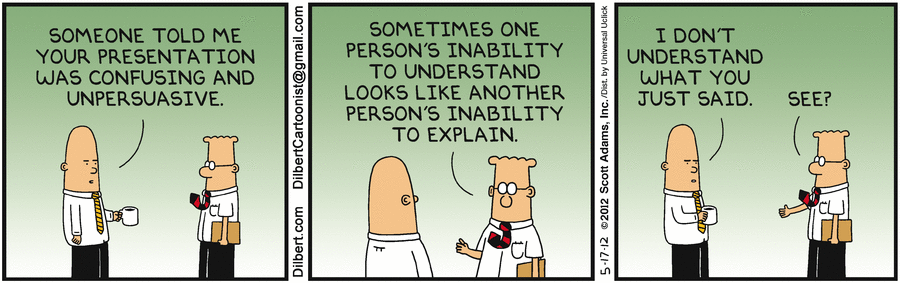 SOMEONE TOLD ME
YOUR PRESENTATION
WAS CONFUSING AND
UNPERSUASIVE.
Dilbert.com DilbertCartoonist@gmail.com
SOMETIMES ONE
PERSON'S INABILITY
TO UNDERSTAND
LOOKS LIKE ANOTHER
PERSON'S INABILITY
TO EXPLAIN.
5-17-12 ©2012 Scott Adams, Inc./Dist. by Universal Uclick
I DON'T
UNDERSTAND
WHAT YOU
JUST SAID.
SEE?